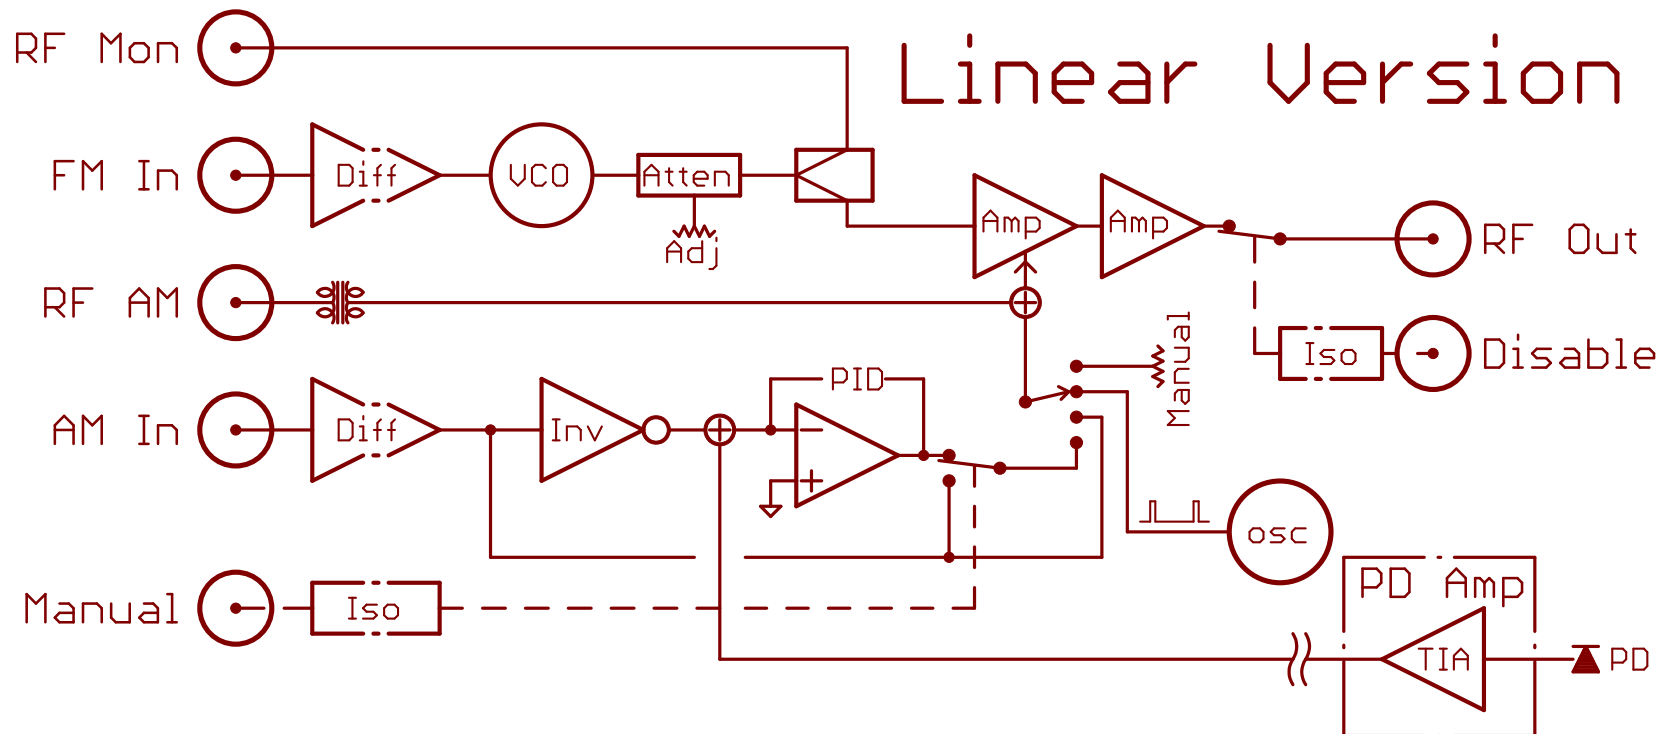 RF Mon
Linear Version
FM In
Diff
VCO
Atten
Adj
Amp
Amp
RF Out
RF AM
Manual
Iso
Disable
AM In
Diff
Inv
PID
osc
Manual
Iso
PD Amp
TIA
PD